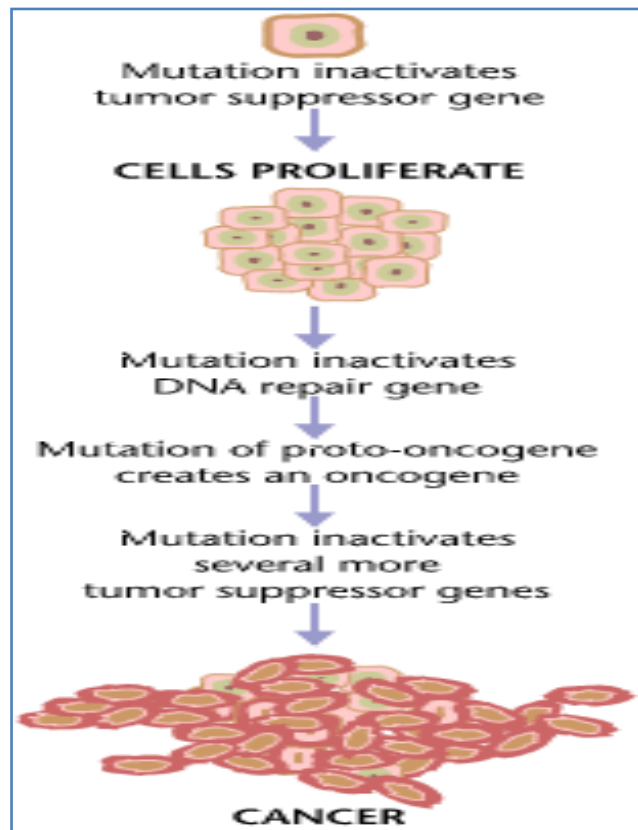 Mutation inactivates
tumor suppressor gene
CELLS PROLIFERATE
Mutation inactivates
DNA repair gene
Mutation of proto-oncogene
creates an oncogene
Mutation inactivates
several more
tumor suppressor genes
CANCER